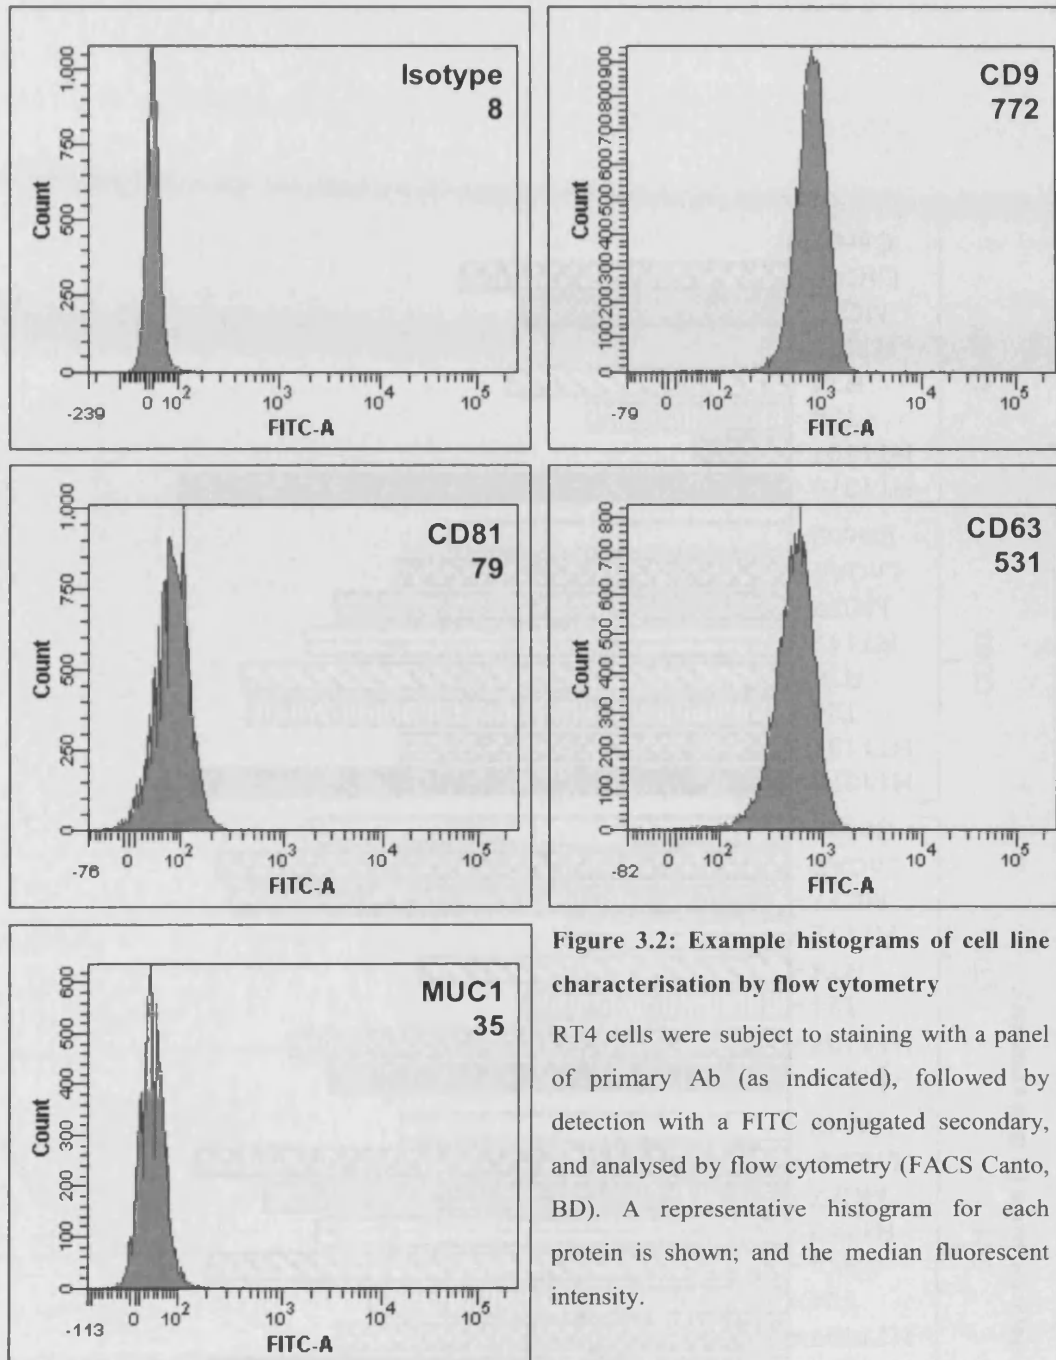 Isotype
8
Count
1,000
750
500
250
0
-239
0 10² 10³ 10⁴ 10⁵
FITC-A
CD9
772
Count
900
800
700
600
500
400
300
200
100
0
-79
0 10² 10³ 10⁴ 10⁵
FITC-A
CD81
79
Count
1,000
750
500
250
0
-76
0 10² 10³ 10⁴ 10⁵
FITC-A
CD63
531
Count
800
700
600
500
400
300
200
100
0
-82
0 10² 10³ 10⁴ 10⁵
FITC-A
MUC1
35
Count
600
500
400
300
200
100
0
-113
0 10² 10³ 10⁴ 10⁵
FITC-A
Figure 3.2: Example histograms of cell line
characterisation by flow cytometry
RT4 cells were subject to staining with a panel
of primary Ab (as indicated), followed by
detection with a FITC conjugated secondary,
and analysed by flow cytometry (FACS Canto,
BD). A representative histogram for each
protein is shown; and the median fluorescent
intensity.